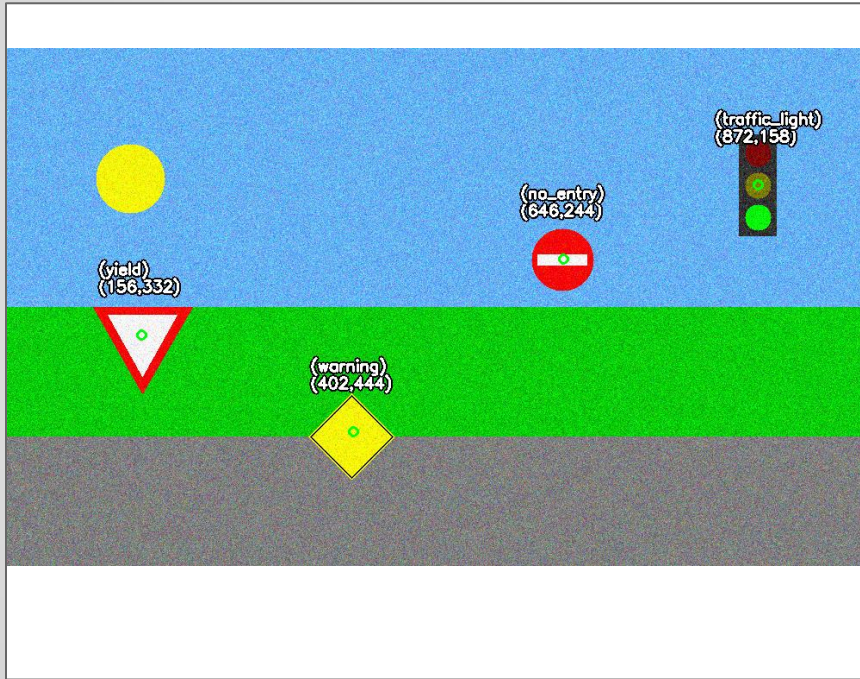 (traffic_light)
(872,158)
(no_entry)
(646,244)
(yield)
(156,332)
(warning)
(402,444)